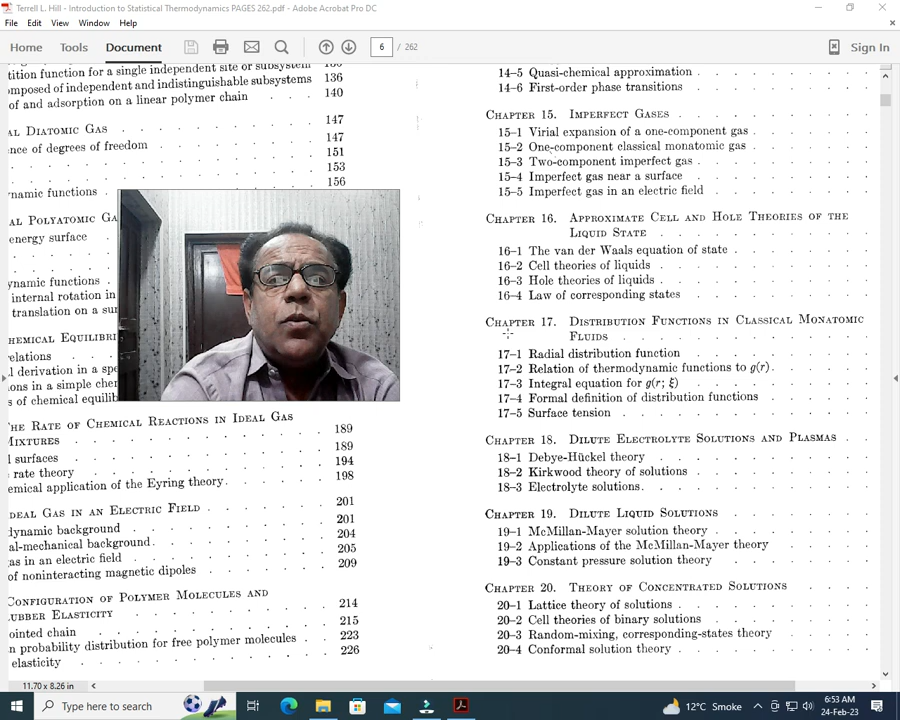 Terrell L. Hill - Introduction to Statistical Thermodynamics PAGES 262.pdf - Adobe Acrobat Pro DC
File Edit View Window Help
Home Tools Document 6 / 262 Sign In
tition function for a single independent site or subsystem
omposed of independent and indistinguishable subsystems 136
of and adsorption on a linear polymer chain 140
AL DIATOMIC GAS 147
ence of degrees of freedom 147
151
153
ynamic functions 156
AL POLYATOMIC GA
energy surface
ynamic functions
internal rotation in
translation on a su
HEMICAL EQUILIBRI
relations
l derivation in a spe
ons in a simple chem
s of chemical equilib
THE RATE OF CHEMICAL REACTIONS IN IDEAL GAS
MIXTURES 189
l surfaces 189
rate theory 194
emical application of the Eyring theory 198
IDEAL GAS IN AN ELECTRIC FIELD 201
dynamic background 201
al-mechanical background 204
gas in an electric field 205
of noninteracting magnetic dipoles 209
CONFIGURATION OF POLYMER MOLECULES AND
RUBBER ELASTICITY 214
ointed chain 215
n probability distribution for free polymer molecules 223
elasticity 226
14–5 Quasi-chemical approximation
14–6 First-order phase transitions
CHAPTER 15. IMPERFECT GASES
15–1 Virial expansion of a one-component gas
15–2 One-component classical monatomic gas
15–3 Two-component imperfect gas
15–4 Imperfect gas near a surface
15–5 Imperfect gas in an electric field
CHAPTER 16. APPROXIMATE CELL AND HOLE THEORIES OF THE
LIQUID STATE
16–1 The van der Waals equation of state
16–2 Cell theories of liquids
16–3 Hole theories of liquids
16–4 Law of corresponding states
CHAPTER 17. DISTRIBUTION FUNCTIONS IN CLASSICAL MONATOMIC
FLUIDS
17–1 Radial distribution function
17–2 Relation of thermodynamic functions to g(r)
17–3 Integral equation for g(r; ξ)
17–4 Formal definition of distribution functions
17–5 Surface tension
CHAPTER 18. DILUTE ELECTROLYTE SOLUTIONS AND PLASMAS
18–1 Debye-Hückel theory
18–2 Kirkwood theory of solutions
18–3 Electrolyte solutions
CHAPTER 19. DILUTE LIQUID SOLUTIONS
19–1 McMillan-Mayer solution theory
19–2 Applications of the McMillan-Mayer theory
19–3 Constant pressure solution theory
CHAPTER 20. THEORY OF CONCENTRATED SOLUTIONS
20–1 Lattice theory of solutions
20–2 Cell theories of binary solutions
20–3 Random-mixing, corresponding-states theory
20–4 Conformal solution theory
11.70 x 8.26 in
Type here to search 12°C Smoke 6:53 AM
24-Feb-23